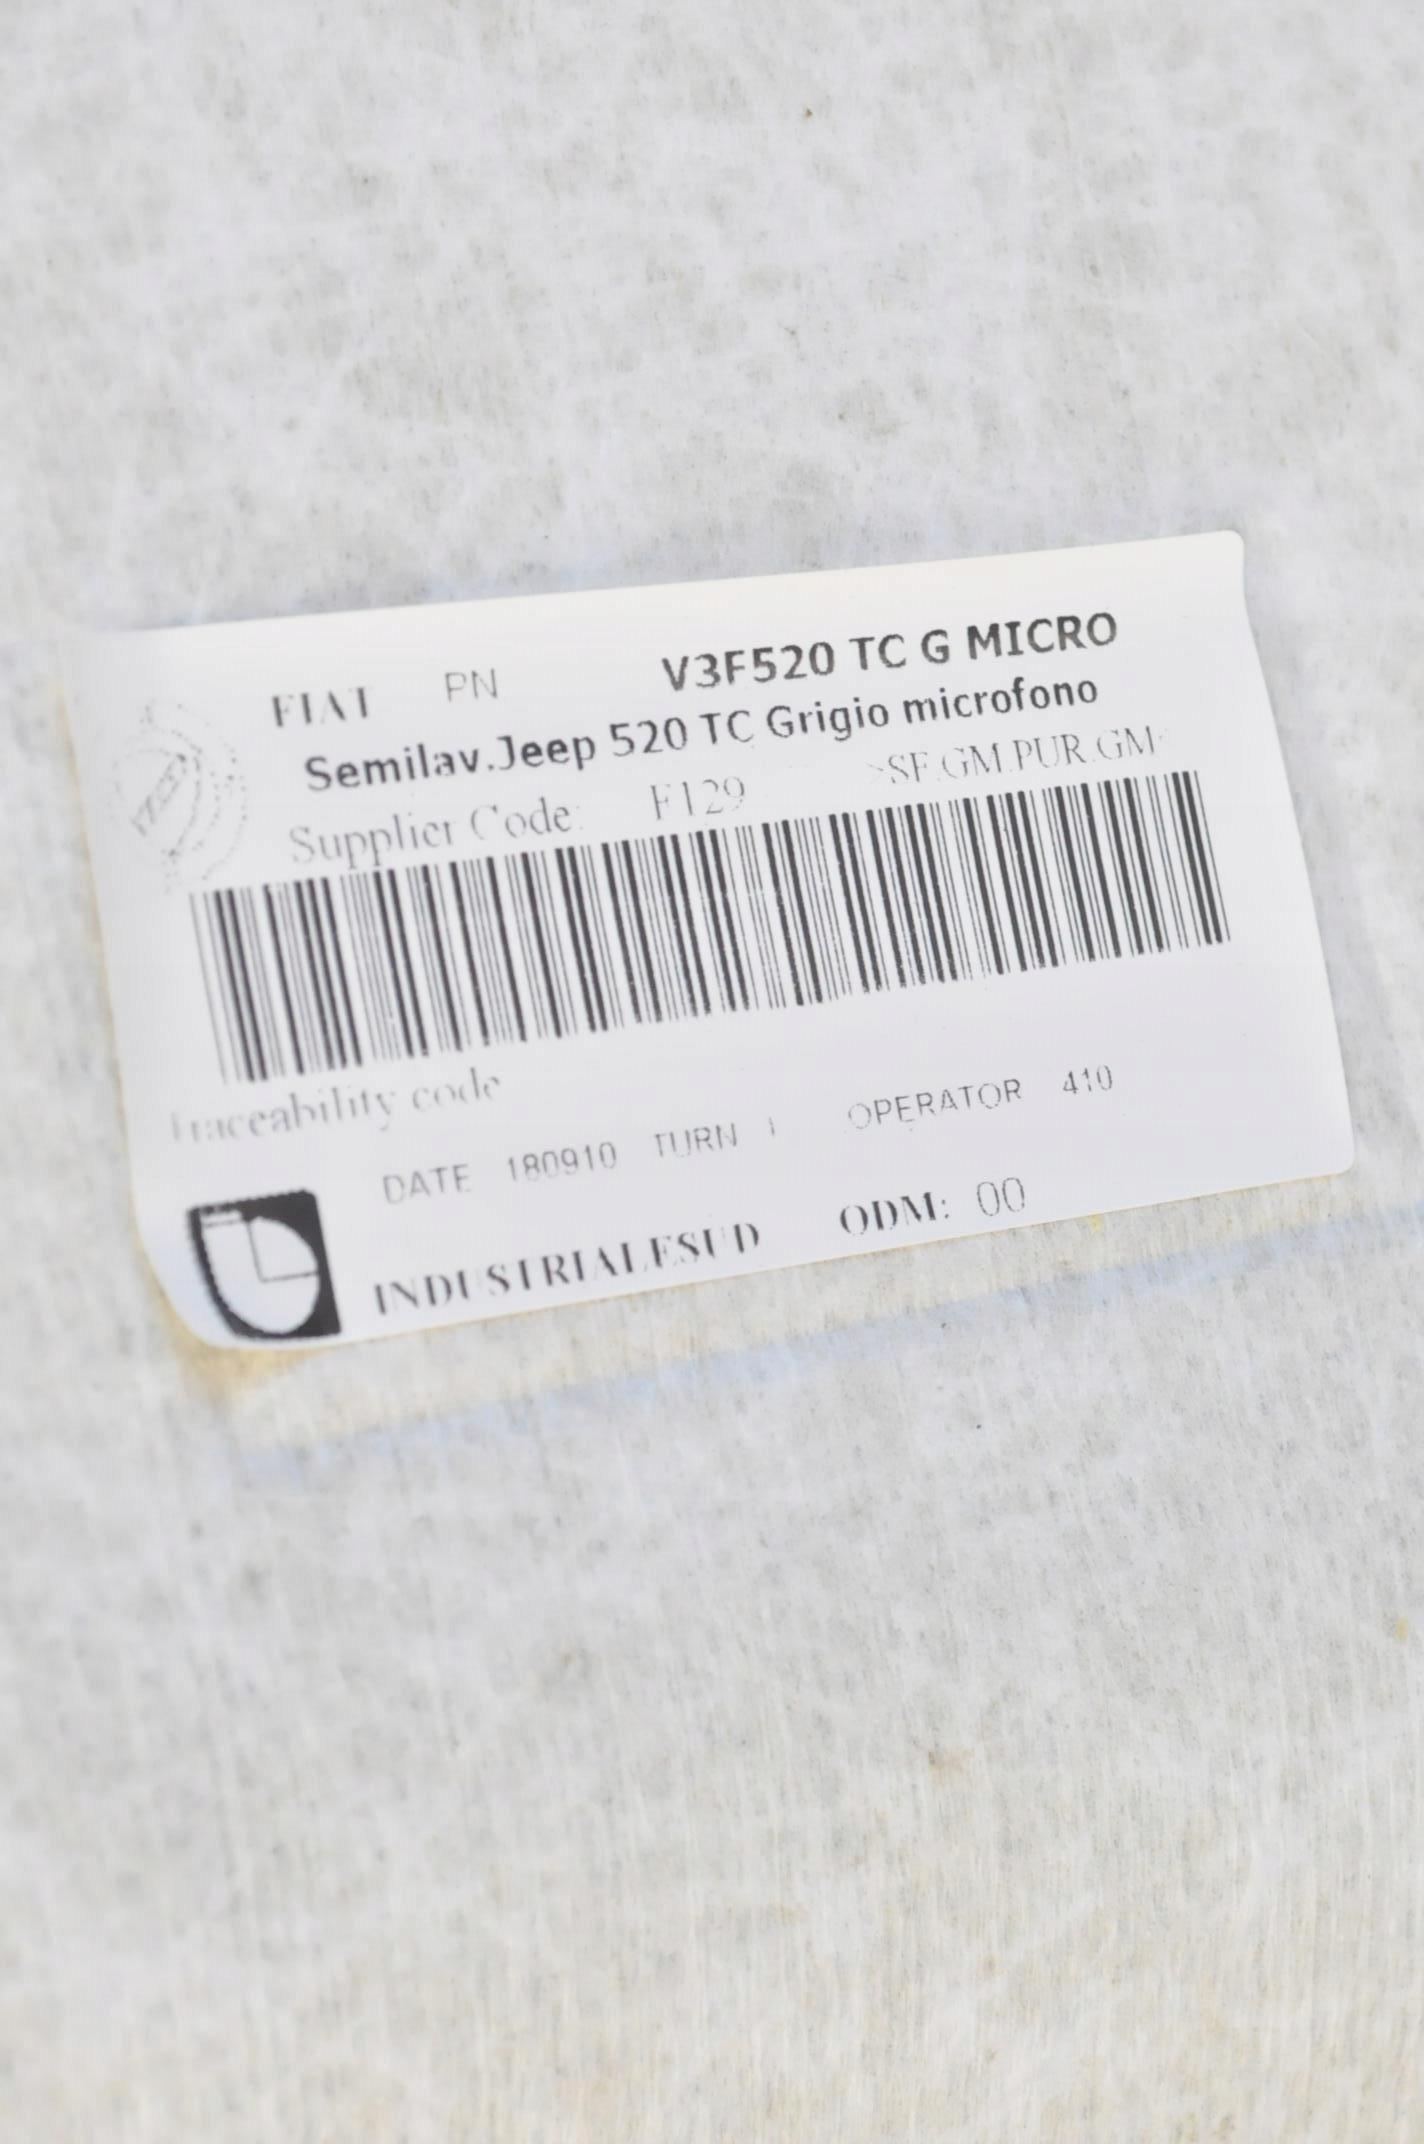 FIAT PN V3F520 TC G MICRO
Semilav.Jeep 520 TC Grigio microfono
Supplier Code: F129 >SF.GM.PUR.GM<
Traceability code
DATE 180910 TURN 1 OPERATOR 410
INDUSTRIALESUD ODM: 00